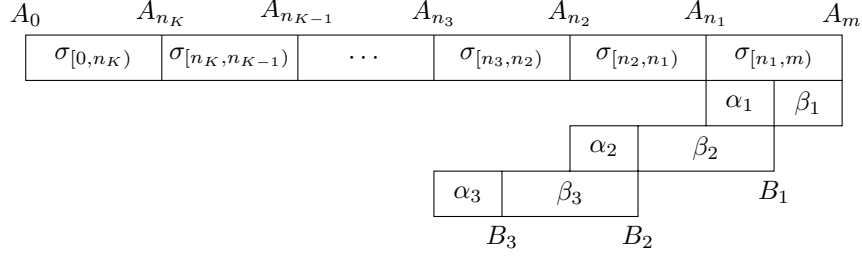 A_0 A_{n_K} A_{n_{K-1}} A_{n_3} A_{n_2} A_{n_1} A_m
σ_{[0,n_K)} σ_{[n_K,n_{K-1})} ⋯ σ_{[n_3,n_2)} σ_{[n_2,n_1)} σ_{[n_1,m)}
α_1 β_1
α_2 β_2 B_1
α_3 β_3
B_3 B_2